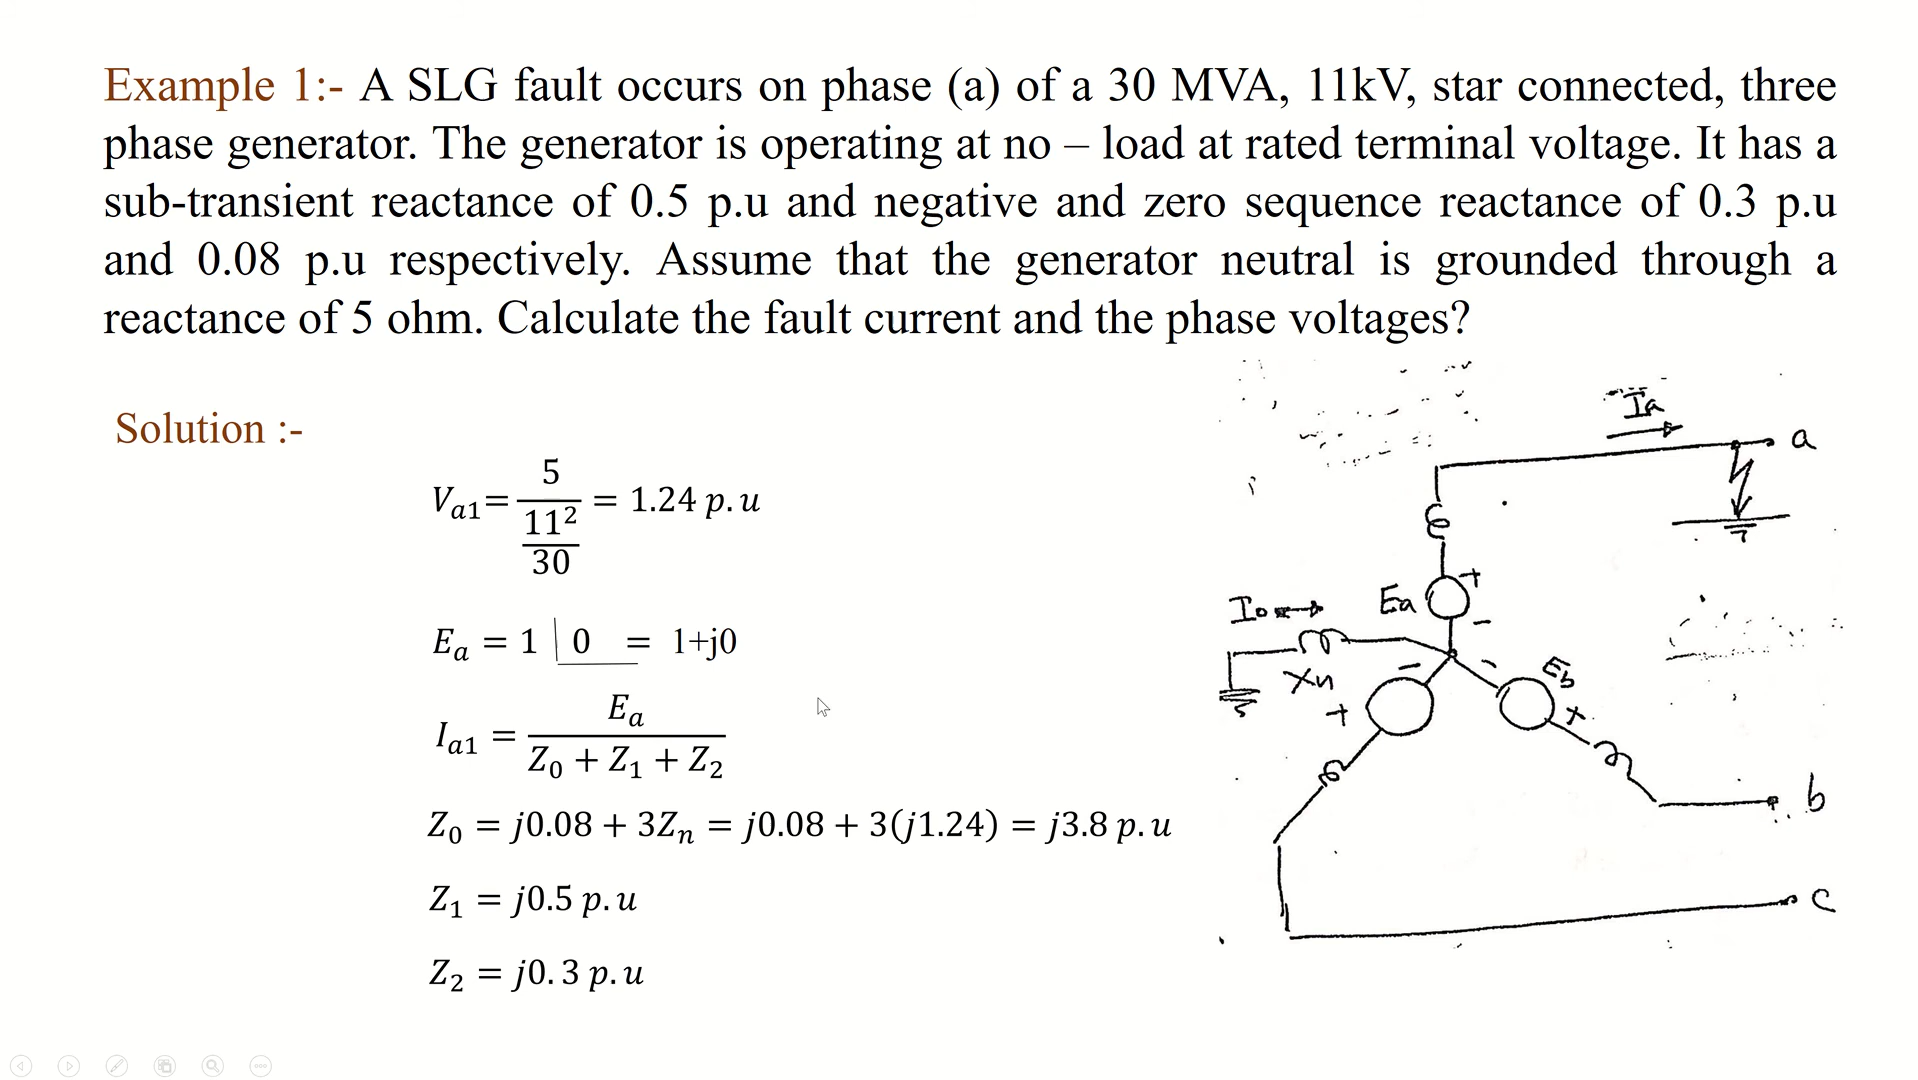 Example 1:- A SLG fault occurs on phase (a) of a 30 MVA, 11kV, star connected, three
phase generator. The generator is operating at no – load at rated terminal voltage. It has a
sub-transient reactance of 0.5 p.u and negative and zero sequence reactance of 0.3 p.u
and 0.08 p.u respectively. Assume that the generator neutral is grounded through a
reactance of 5 ohm. Calculate the fault current and the phase voltages?
Solution :-
V_{a1} = 5 / (11² / 30) = 1.24 p.u
E_a = 1 |0 = 1+j0
I_{a1} = E_a / (Z_0 + Z_1 + Z_2)
Z_0 = j0.08 + 3Z_n = j0.08 + 3(j1.24) = j3.8 p.u
Z_1 = j0.5 p.u
Z_2 = j0.3 p.u
Ia
a
+
Ea
Io
−
−
−
Eb
Xn
+
+
b
c